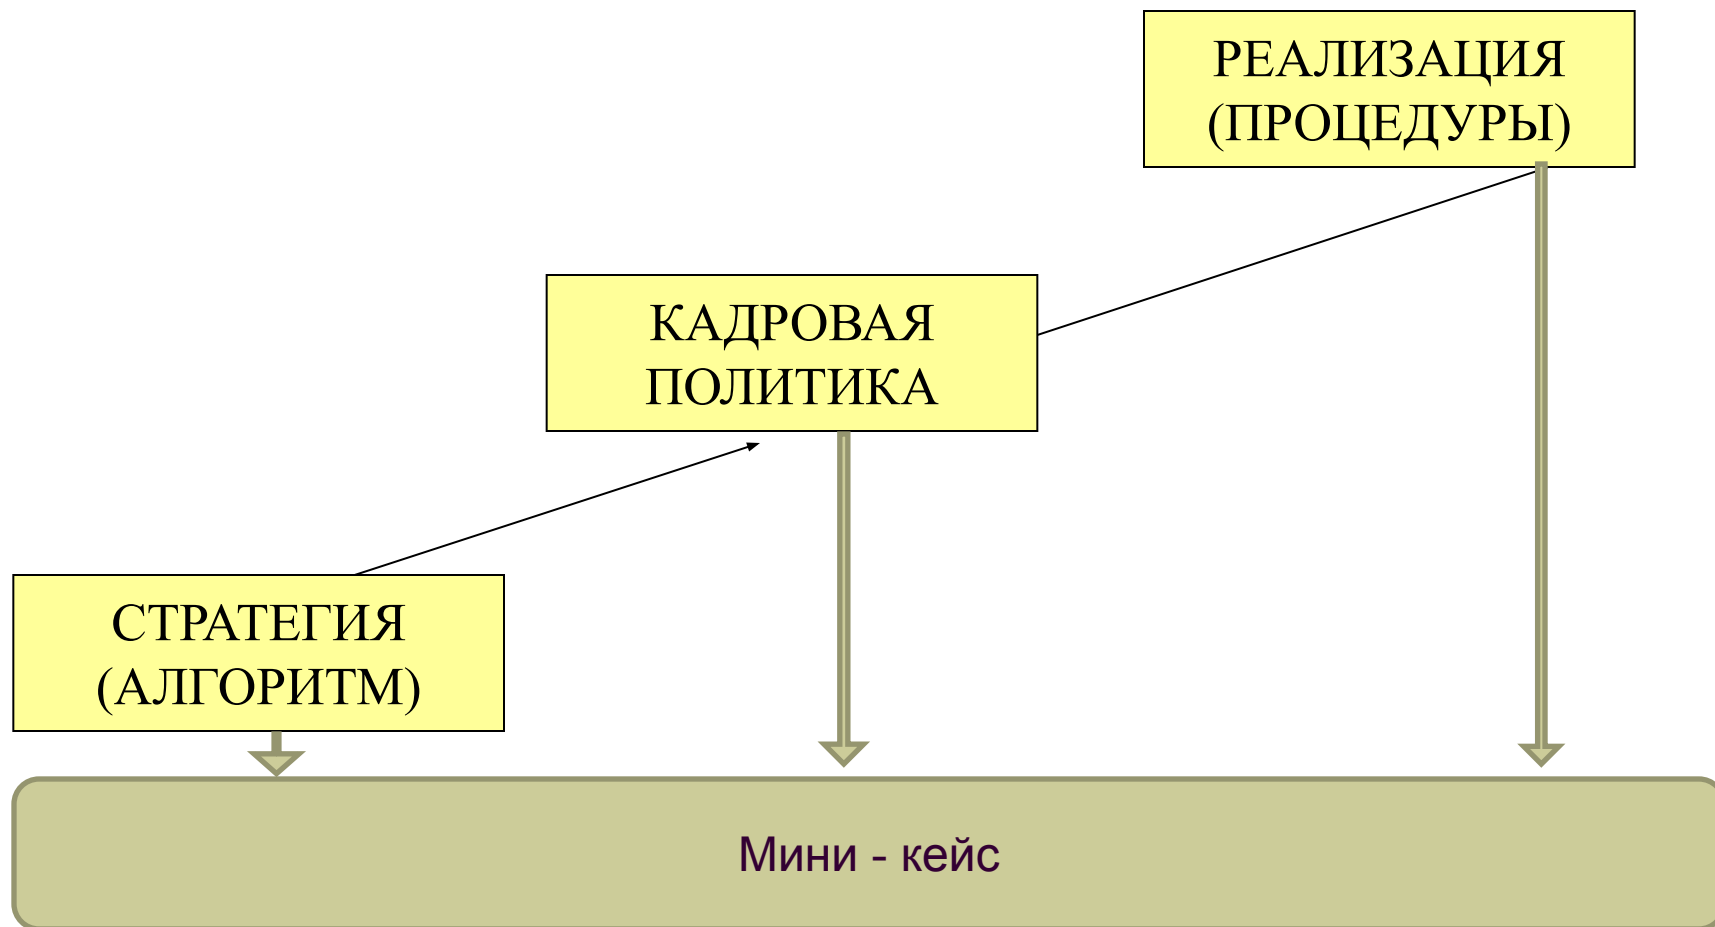 РЕАЛИЗАЦИЯ
(ПРОЦЕДУРЫ)
КАДРОВАЯ
ПОЛИТИКА
СТРАТЕГИЯ
(АЛГОРИТМ)
Мини - кейс